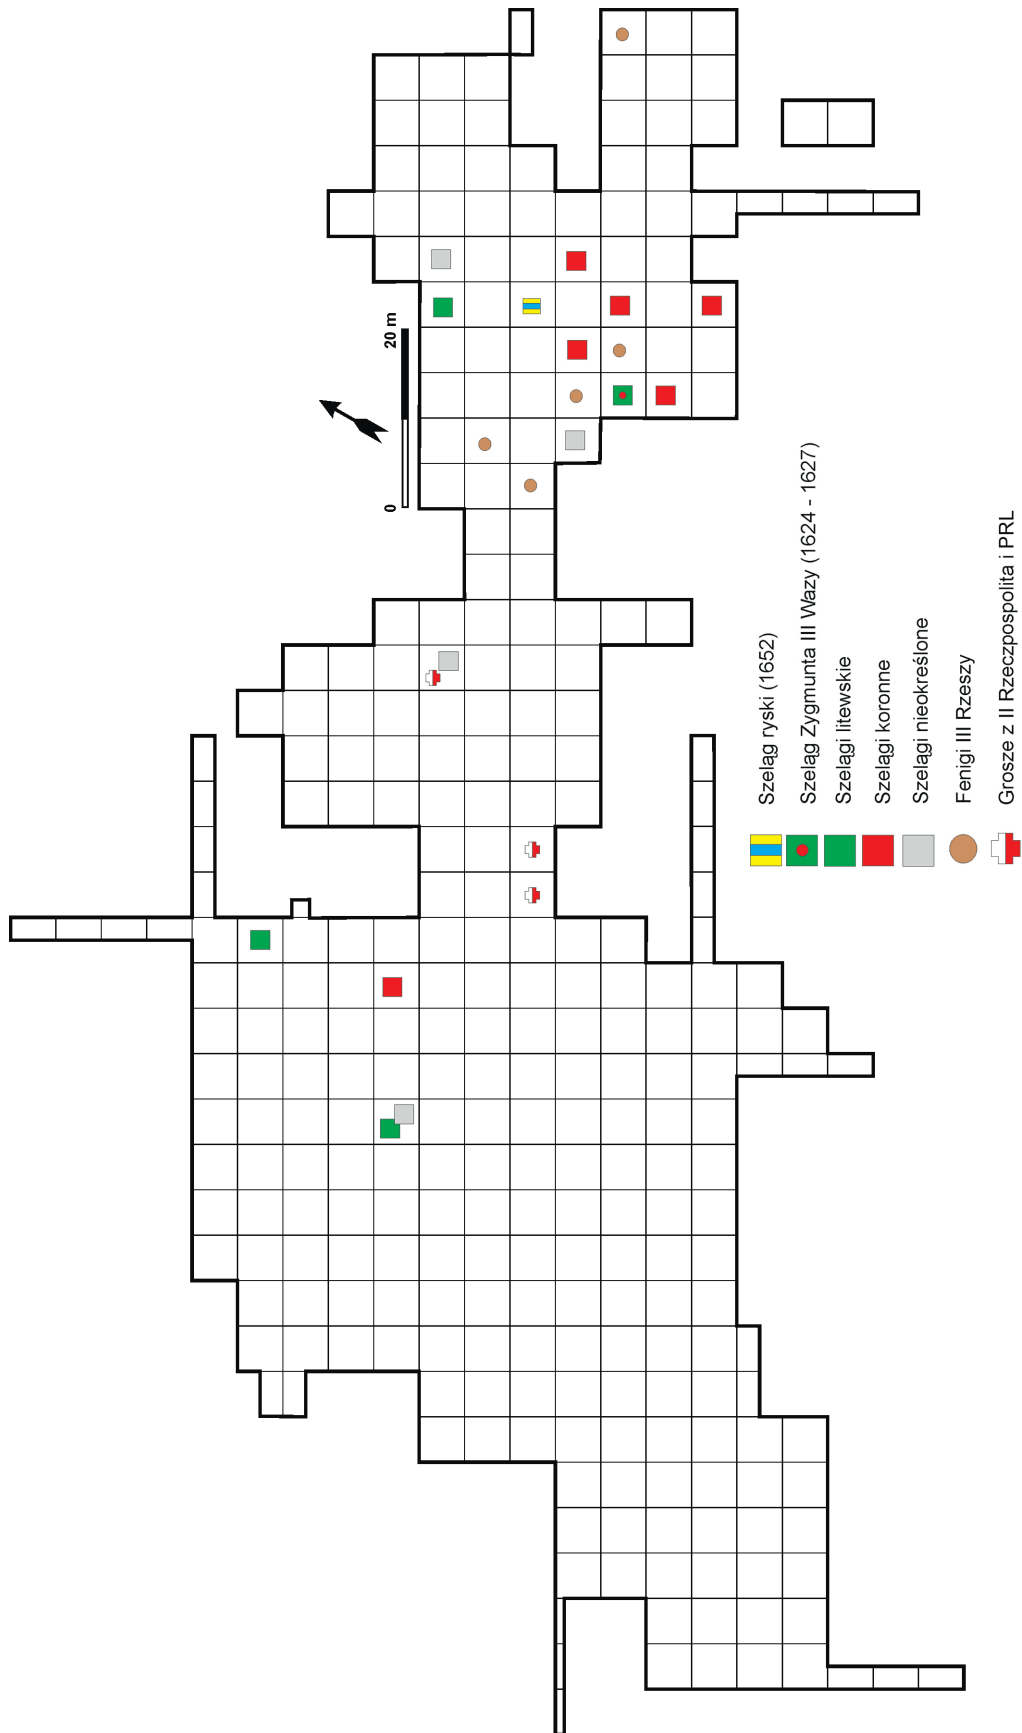 0
20 m
Szeląg ryski (1652)
Szeląg Zygmunta III Wazy (1624 - 1627)
Szelągi litewskie
Szelągi koronne
Szelągi nieokreślone
Fenigi III Rzeszy
Grosze z II Rzeczpospolita i PRL